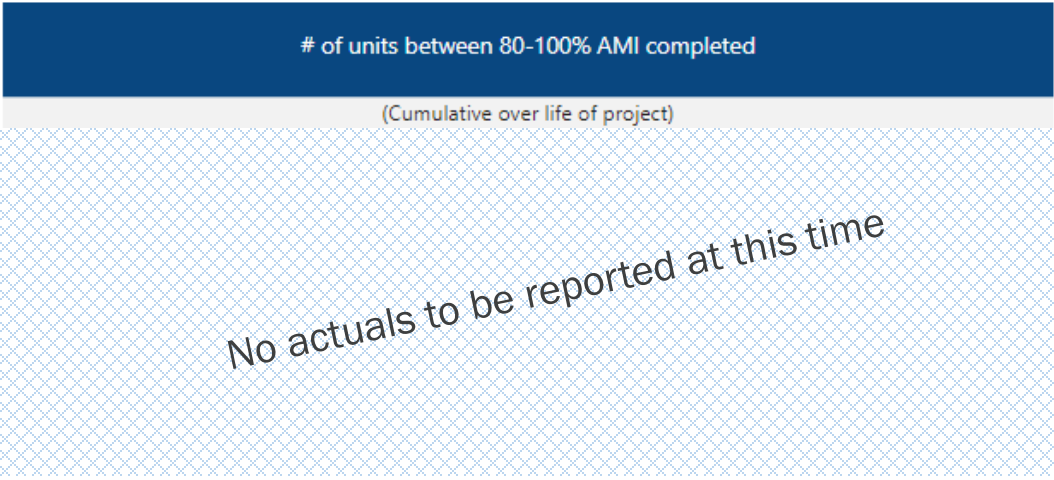 # of units between 80-100% AMI completed
(Cumulative over life of project)
No actuals to be reported at this time